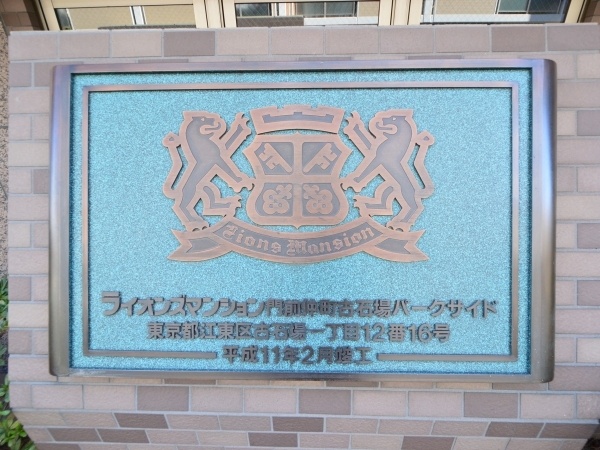 Lions Mansion
ライオンズマンション門前仲町古石場パークサイド
東京都江東区古石場一丁目12番16号
平成11年2月竣工